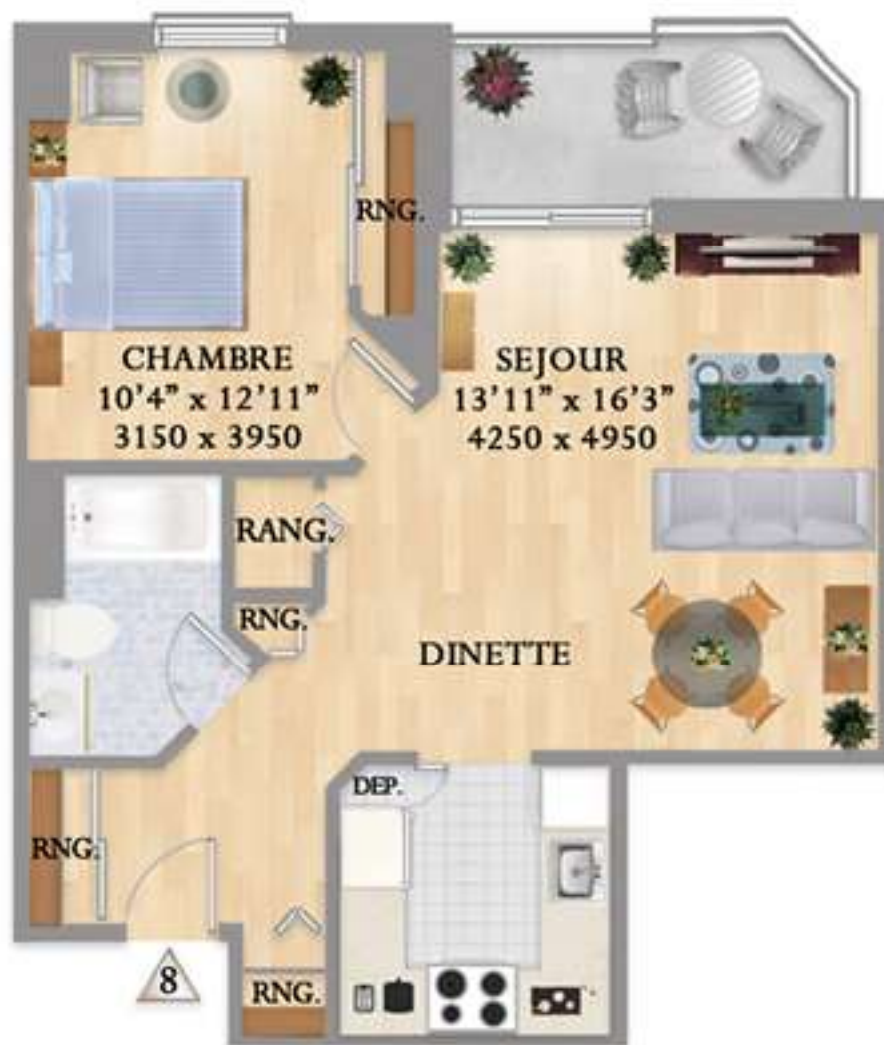 RNG.
CHAMBRE
10'4" x 12'11"
3150 x 3950
SEJOUR
13'11" x 16'3"
4250 x 4950
RANG.
RNG.
DINETTE
DEP.
RNG.
8
RNG.